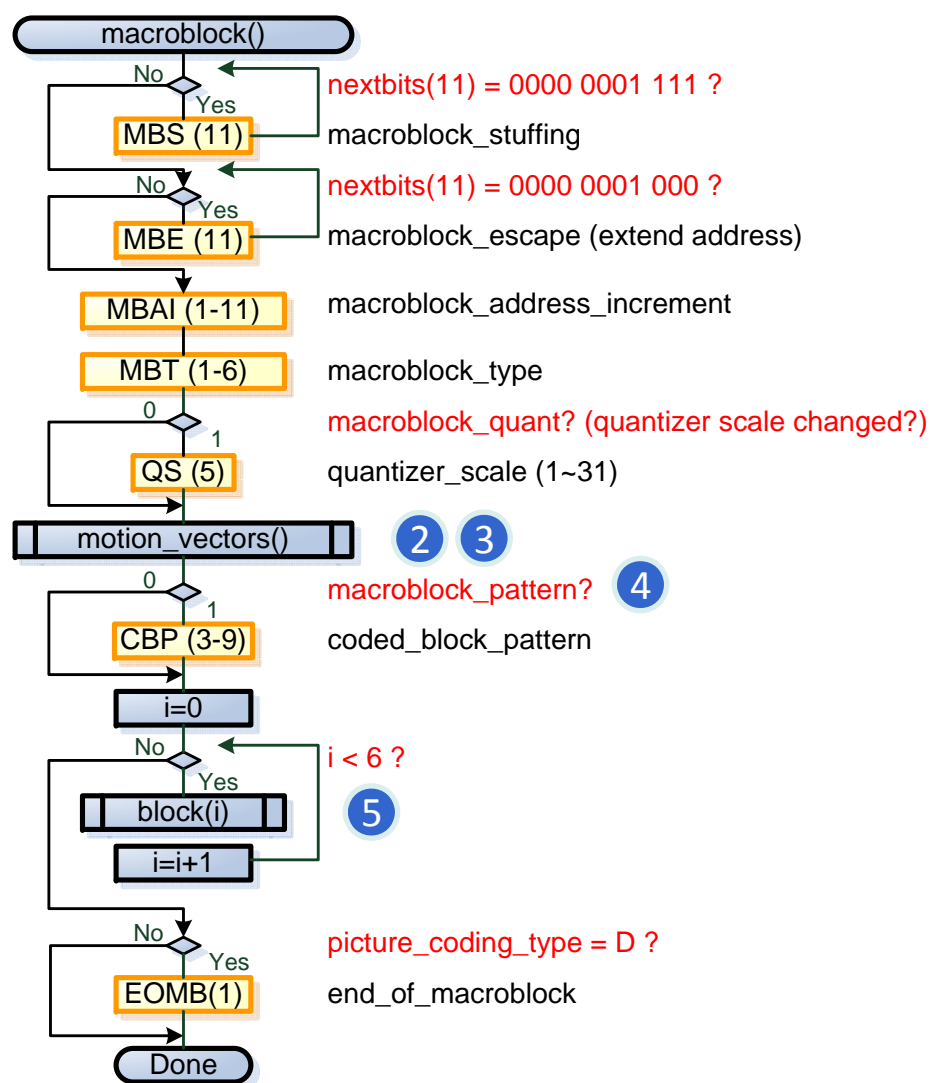 macroblock()
No
nextbits(11) = 0000 0001 111 ?
Yes
MBS (11)
macroblock_stuffing
No
nextbits(11) = 0000 0001 000 ?
Yes
MBE (11)
macroblock_escape (extend address)
MBAI (1-11)
macroblock_address_increment
MBT (1-6)
macroblock_type
0
macroblock_quant? (quantizer scale changed?)
1
QS (5)
quantizer_scale (1~31)
motion_vectors()
2 3
0
macroblock_pattern?
4
1
CBP (3-9)
coded_block_pattern
i=0
No
i < 6 ?
Yes
block(i)
5
i=i+1
No
picture_coding_type = D ?
Yes
EOMB(1)
end_of_macroblock
Done